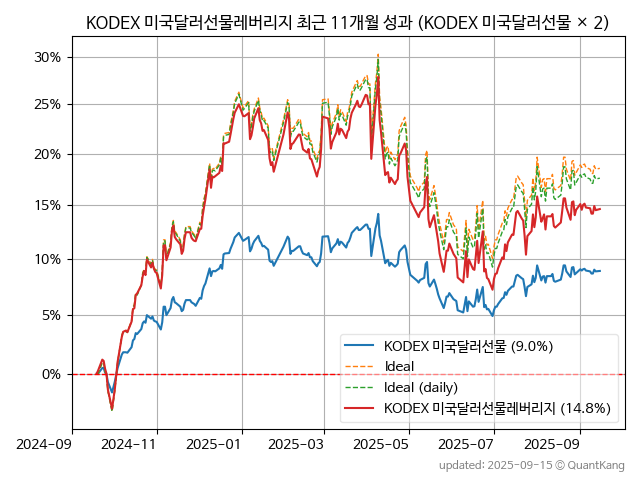 KODEX 미국달러선물레버리지 최근 11개월 성과 (KODEX 미국달러선물 × 2)
30%
25%
20%
15%
10%
5%
0%
KODEX 미국달러선물 (9.0%)
Ideal
Ideal (daily)
KODEX 미국달러선물레버리지 (14.8%)
2024-09 2024-11 2025-01 2025-03 2025-05 2025-07 2025-09
updated: 2025-09-15 © QuantKang